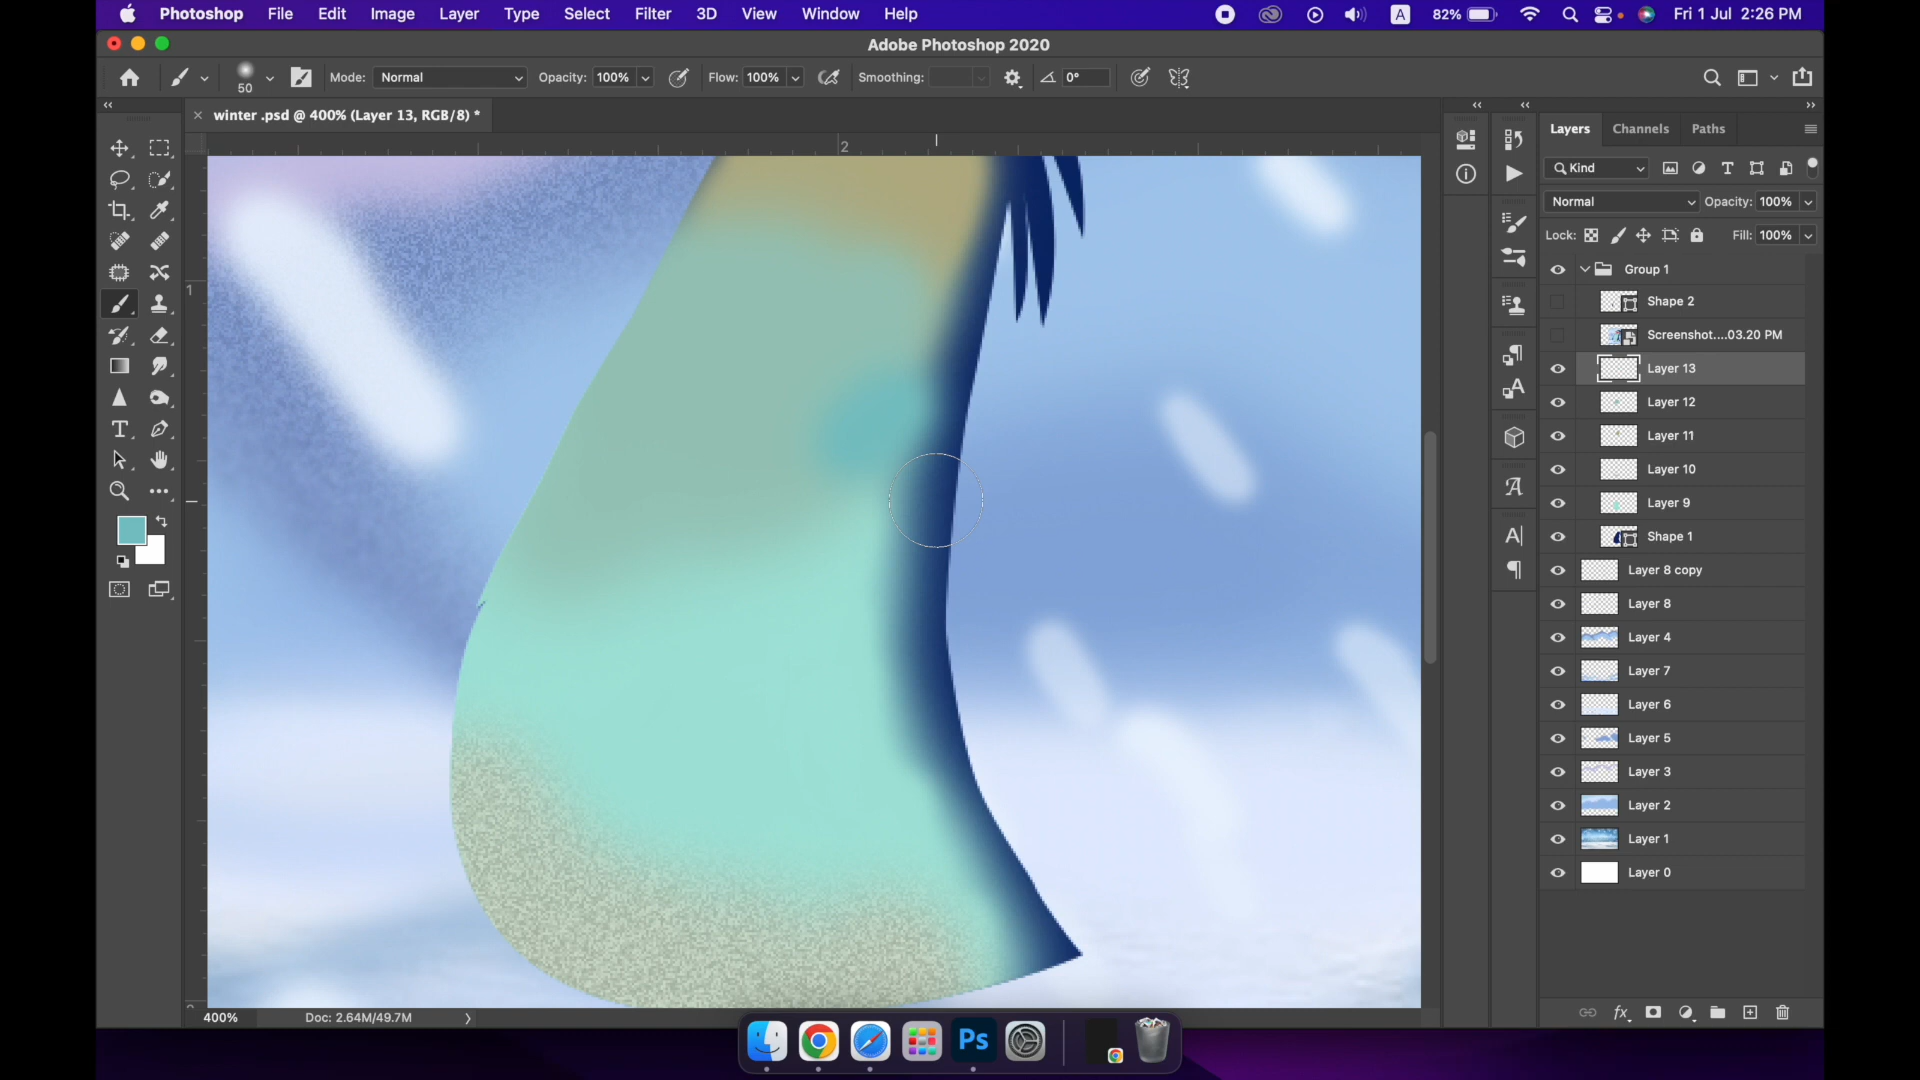 Photoshop File Edit Image Layer Type Select Filter 3D View Window Help A 82% Fri 1 Jul 2:26 PM
Adobe Photoshop 2020
50 Mode: Normal Opacity: 100% Flow: 100% Smoothing: 0°
winter .psd @ 400% (Layer 13, RGB/8) *
Layers Channels Paths
2
1
Kind
Normal Opacity: 100%
Lock: Fill: 100%
Group 1
Shape 2
Screenshot....03.20 PM
Layer 13
Layer 12
Layer 11
Layer 10
Layer 9
Shape 1
Layer 8 copy
Layer 8
Layer 4
Layer 7
Layer 6
Layer 5
Layer 3
Layer 2
Layer 1
Layer 0
400% Doc: 2.64M/49.7M
Ps